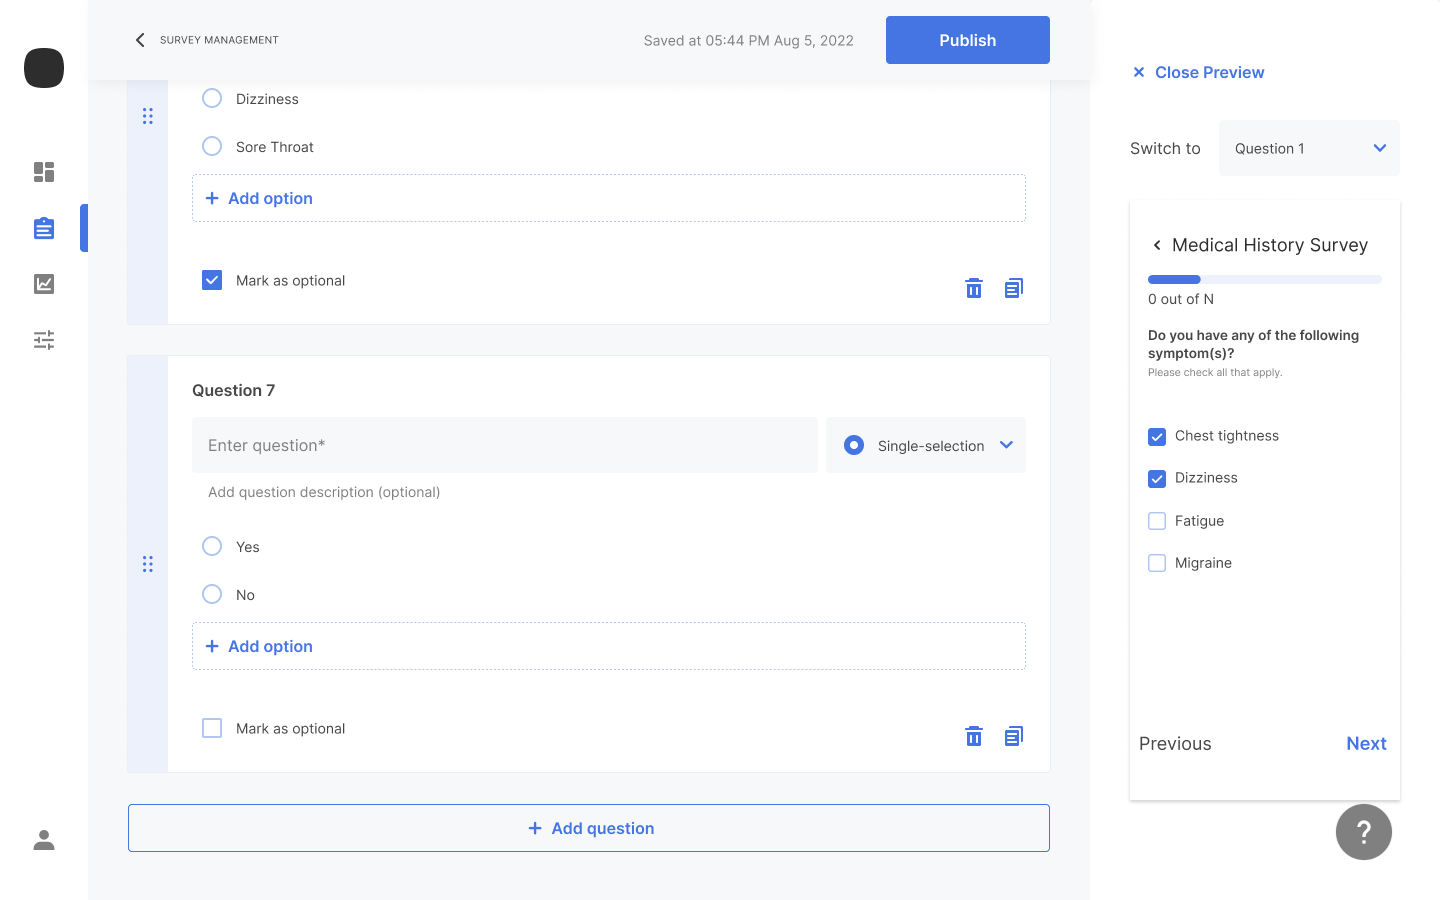 SURVEY MANAGEMENT
Saved at 05:44 PM Aug 5, 2022
Publish
Dizziness
Sore Throat
+ Add option
Mark as optional
Question 7
Enter question*
Single-selection
Add question description (optional)
Yes
No
+ Add option
Mark as optional
+ Add question
Close Preview
Switch to
Question 1
Medical History Survey
0 out of N
Do you have any of the following
symptom(s)?
Please check all that apply.
Chest tightness
Dizziness
Fatigue
Migraine
Previous
Next
?